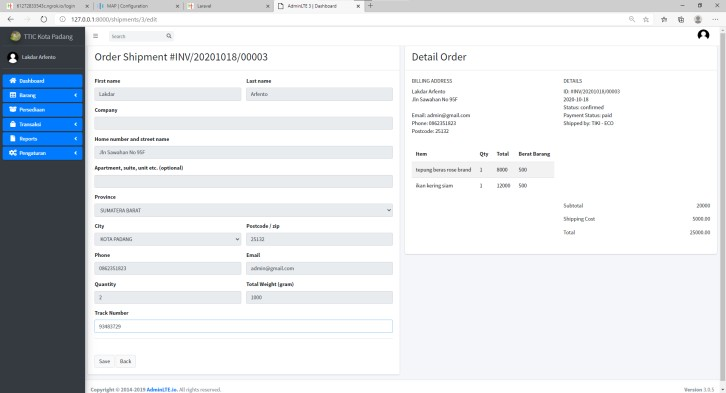 61272833543c.ngrok.io/login
WAP | Configuration
Laravel
AdminLTE 3 | Dashboard
127.0.0.1:8000/shipments/3/edit
TTIC Kota Padang
Search
Lakdar Arfento
Dashboard
Barang
Persediaan
Transaksi
Reports
Pengaturan
Order Shipment #INV/20201018/00003
First name Last name
Lakdar Arfento
Company
Home number and street name
Jln Sawahan No 95F
Apartment, suite, unit etc. (optional)
Province
SUMATERA BARAT
City Postcode / zip
KOTA PADANG 25132
Phone Email
0862351823 admin@gmail.com
Quantity Total Weight (gram)
2 1000
Track Number
93463729
Save Back
Detail Order
BILLING ADDRESS
Lakdar Arfento
Jln Sawahan No 95F
Email: admin@gmail.com
Phone: 0862351823
Postcode: 25132
DETAILS
ID: #INV/20201018/00003
2020-10-18
Status: confirmed
Payment Status: paid
Shipped by: TIKI - ECO
Item Qty Total Berat Barang
tepung beras rose brand 1 8000 500
ikan kering siam 1 12000 500
Subtotal 20000
Shipping Cost 5000.00
Total 25000.00
Copyright © 2014-2019 AdminLTE.io. All rights reserved.
Version 3.0.5